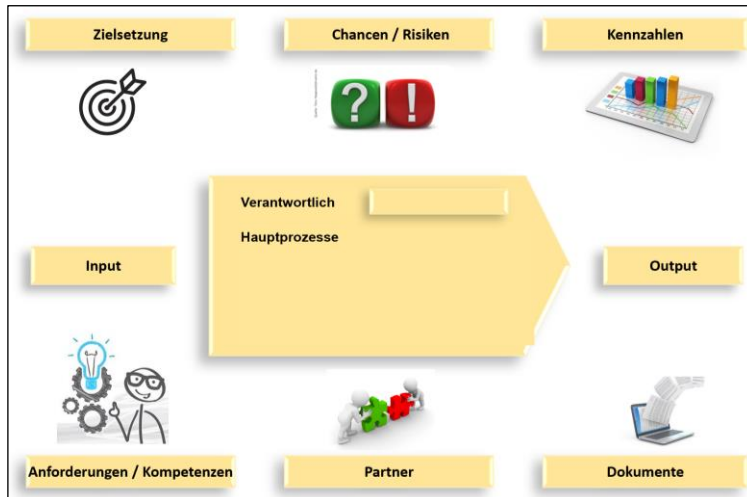 Zielsetzung
Chancen / Risiken
Kennzahlen
?
!
Verantwortlich
Hauptprozesse
Input
Output
Anforderungen / Kompetenzen
Partner
Dokumente